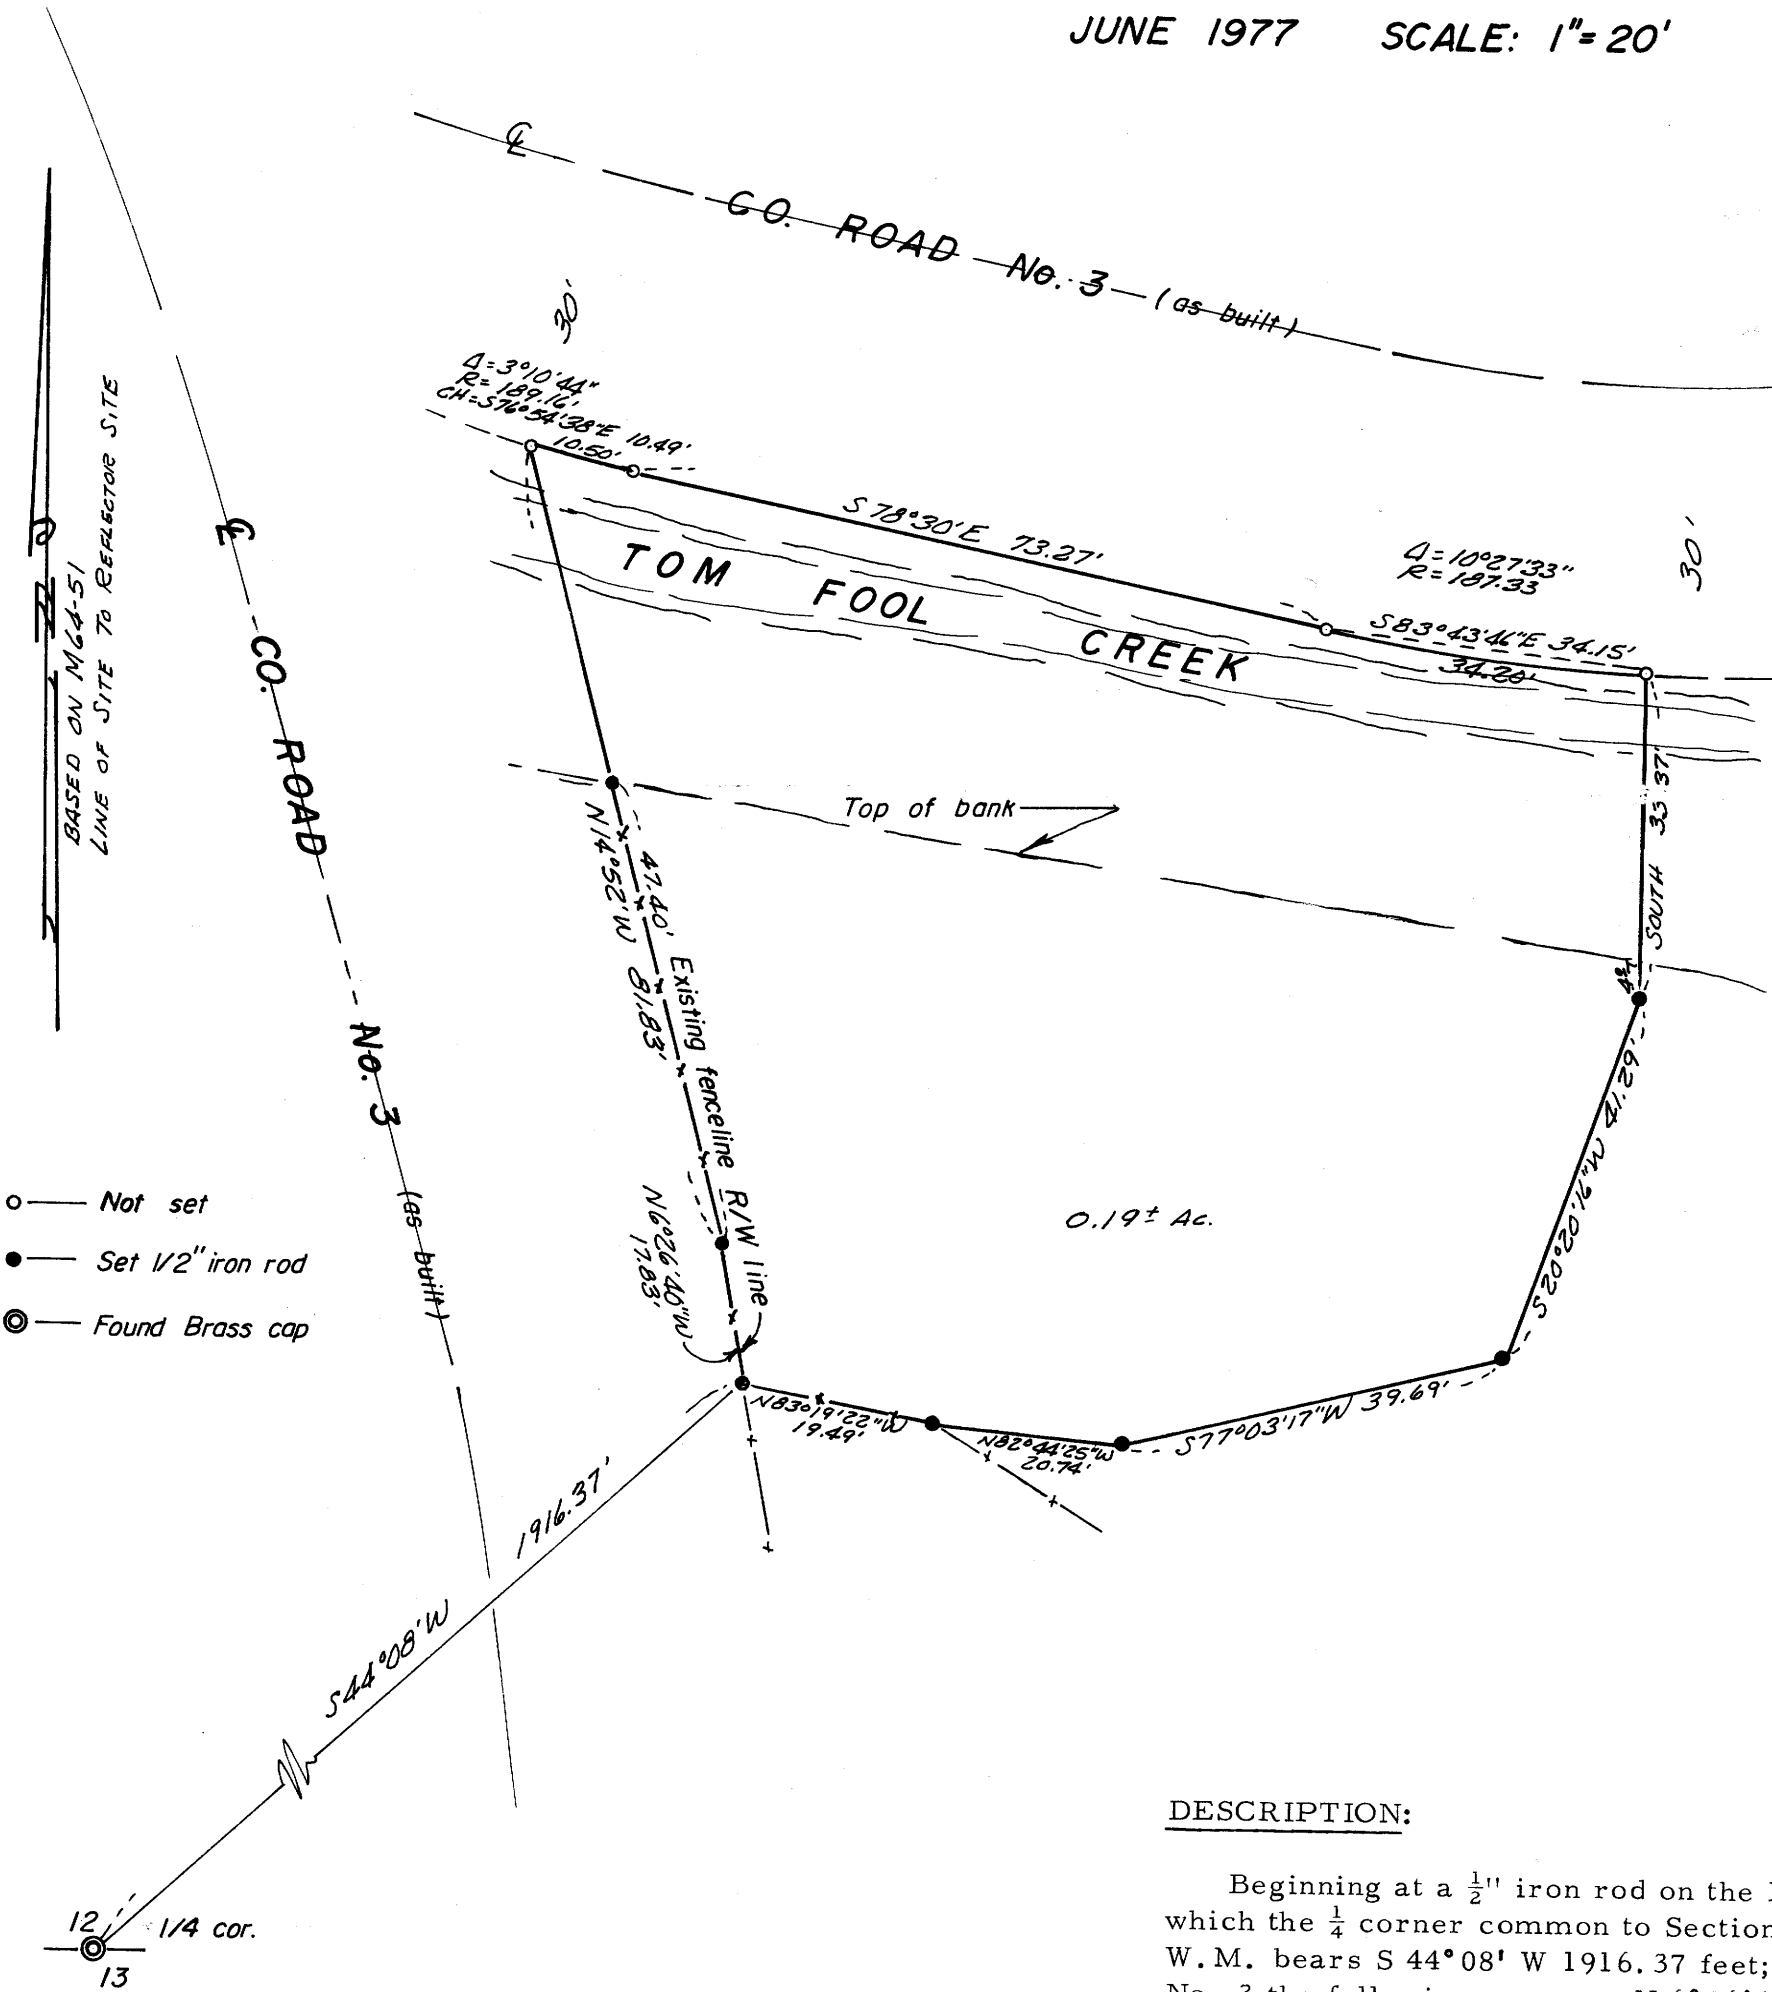 JUNE 1977 SCALE: 1"=20'
℄
CO. ROAD No. 3 (as built)
30'
Δ=3°10'44"
R=189.16'
CH=S76°54'38"E 10.49'
10.50'
S78°30'E 73.27'
Δ=10°27'33"
R=187.33
30'
S83°43'46"E 34.15'
34.20'
TOM FOOL CREEK
BASED ON M64-51
LINE OF SITE TO REFLECTOR SITE
℄
CO. ROAD No. 3 (as built)
Top of bank
SOUTH 33.37'
47.40' Existing fenceline R/W line
N14°52'W 81.83'
S20°02'16"W 41.29'
N6°26'40"W
17.83'
0.19± Ac.
Not set
Set 1/2" iron rod
Found Brass cap
N83°19'22"W
19.49'
N82°44'25"W
20.74'
S77°03'17"W 39.69'
1916.37'
S44°08'W
12 1/4 cor.
13
DESCRIPTION:
Beginning at a ½" iron rod on the
which the ¼ corner common to Section
W.M. bears S 44°08' W 1916.37 feet;